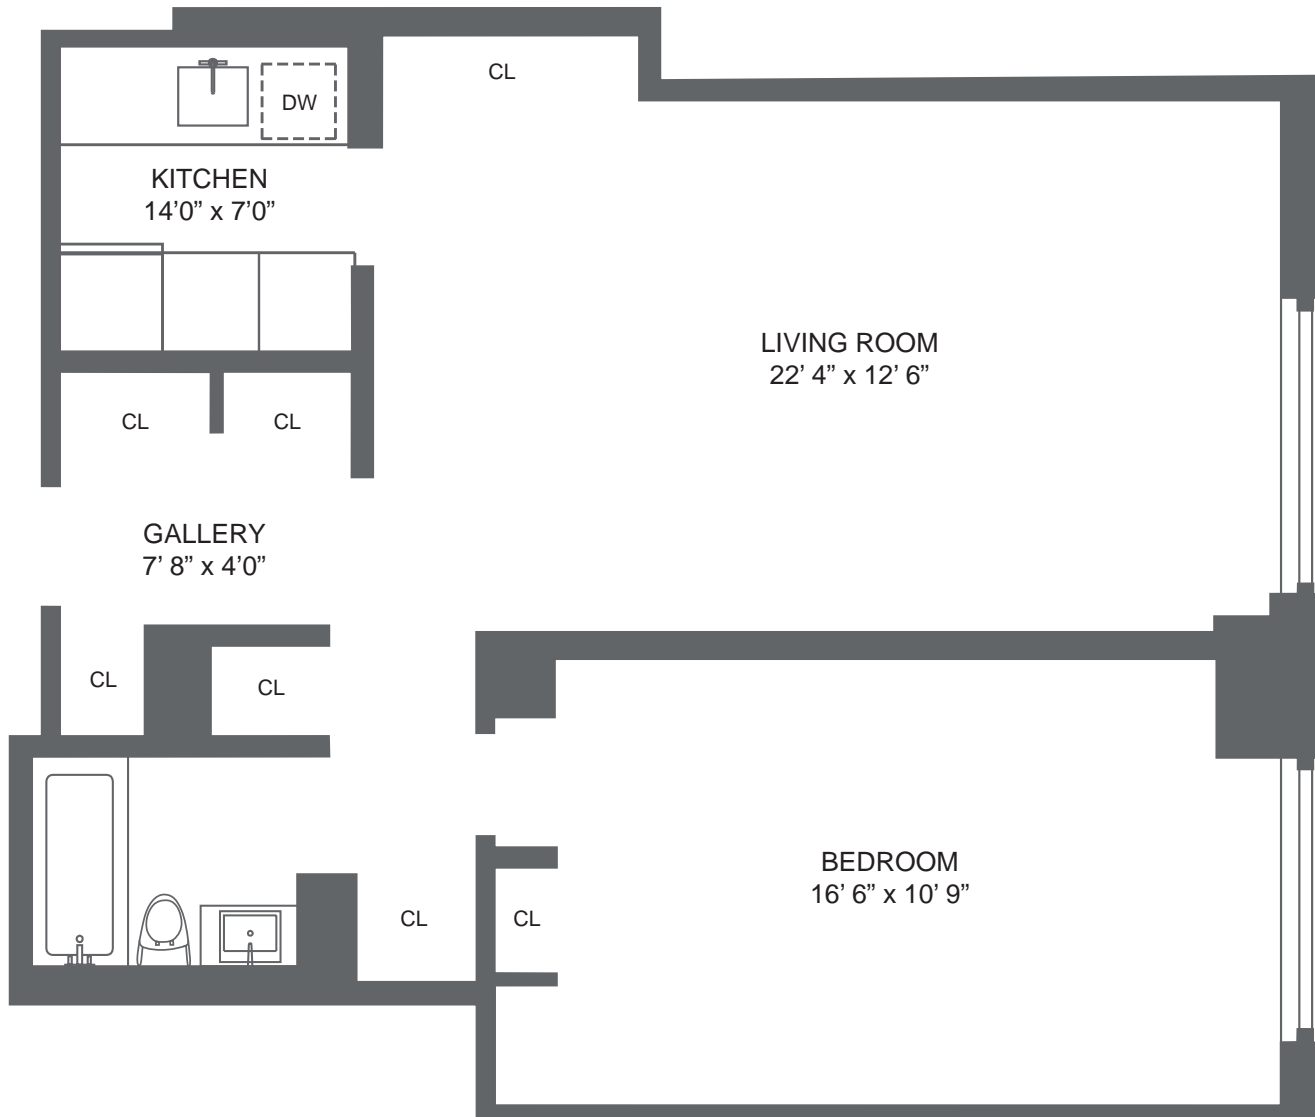 CL
DW
KITCHEN
14’0” x 7’0”
LIVING ROOM
22’ 4” x 12’ 6”
CL
CL
GALLERY
7’ 8” x 4’0”
CL
CL
BEDROOM
16’ 6” x 10’ 9”
CL
CL